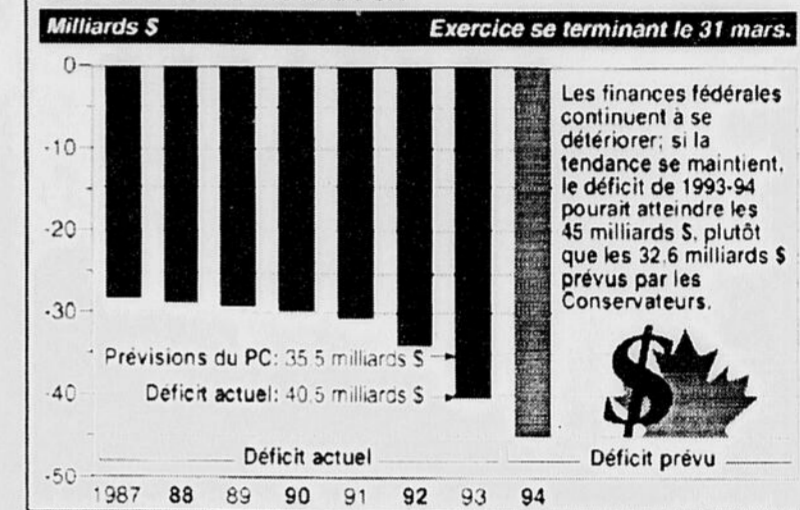 Milliards $ Exercice se terminant le 31 mars.
0
-10
-20
-30
-40
-50
Les finances fédérales
continuent à se
détériorer; si la
tendance se maintient,
le déficit de 1993-94
pourait atteindre les
45 milliards $, plutôt
que les 32,6 milliards $
prévus par les
Conservateurs.
$
Prévisions du PC: 35.5 milliards $
Déficit actuel: 40.5 milliards $
Déficit actuel Déficit prévu
1987 88 89 90 91 92 93 94